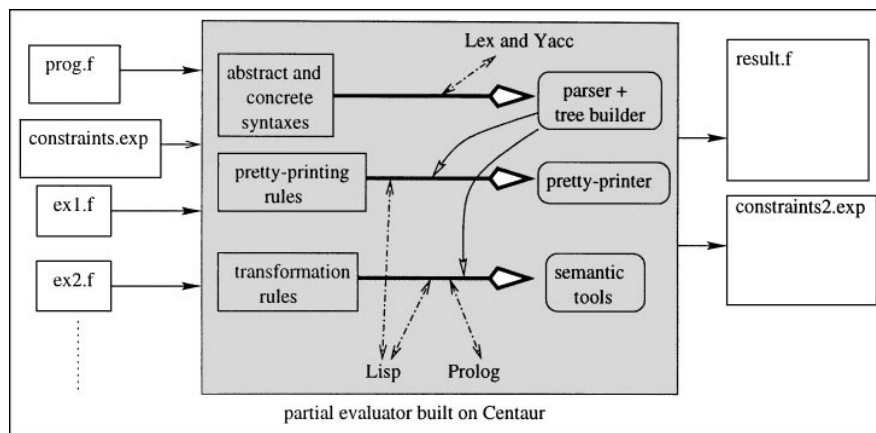 prog.f
constraints.exp
ex1.f
ex2.f
abstract and
concrete
syntaxes
pretty-printing
rules
transformation
rules
Lex and Yacc
parser +
tree builder
pretty-printer
semantic
tools
Lisp
Prolog
result.f
constraints2.exp
partial evaluator built on Centaur